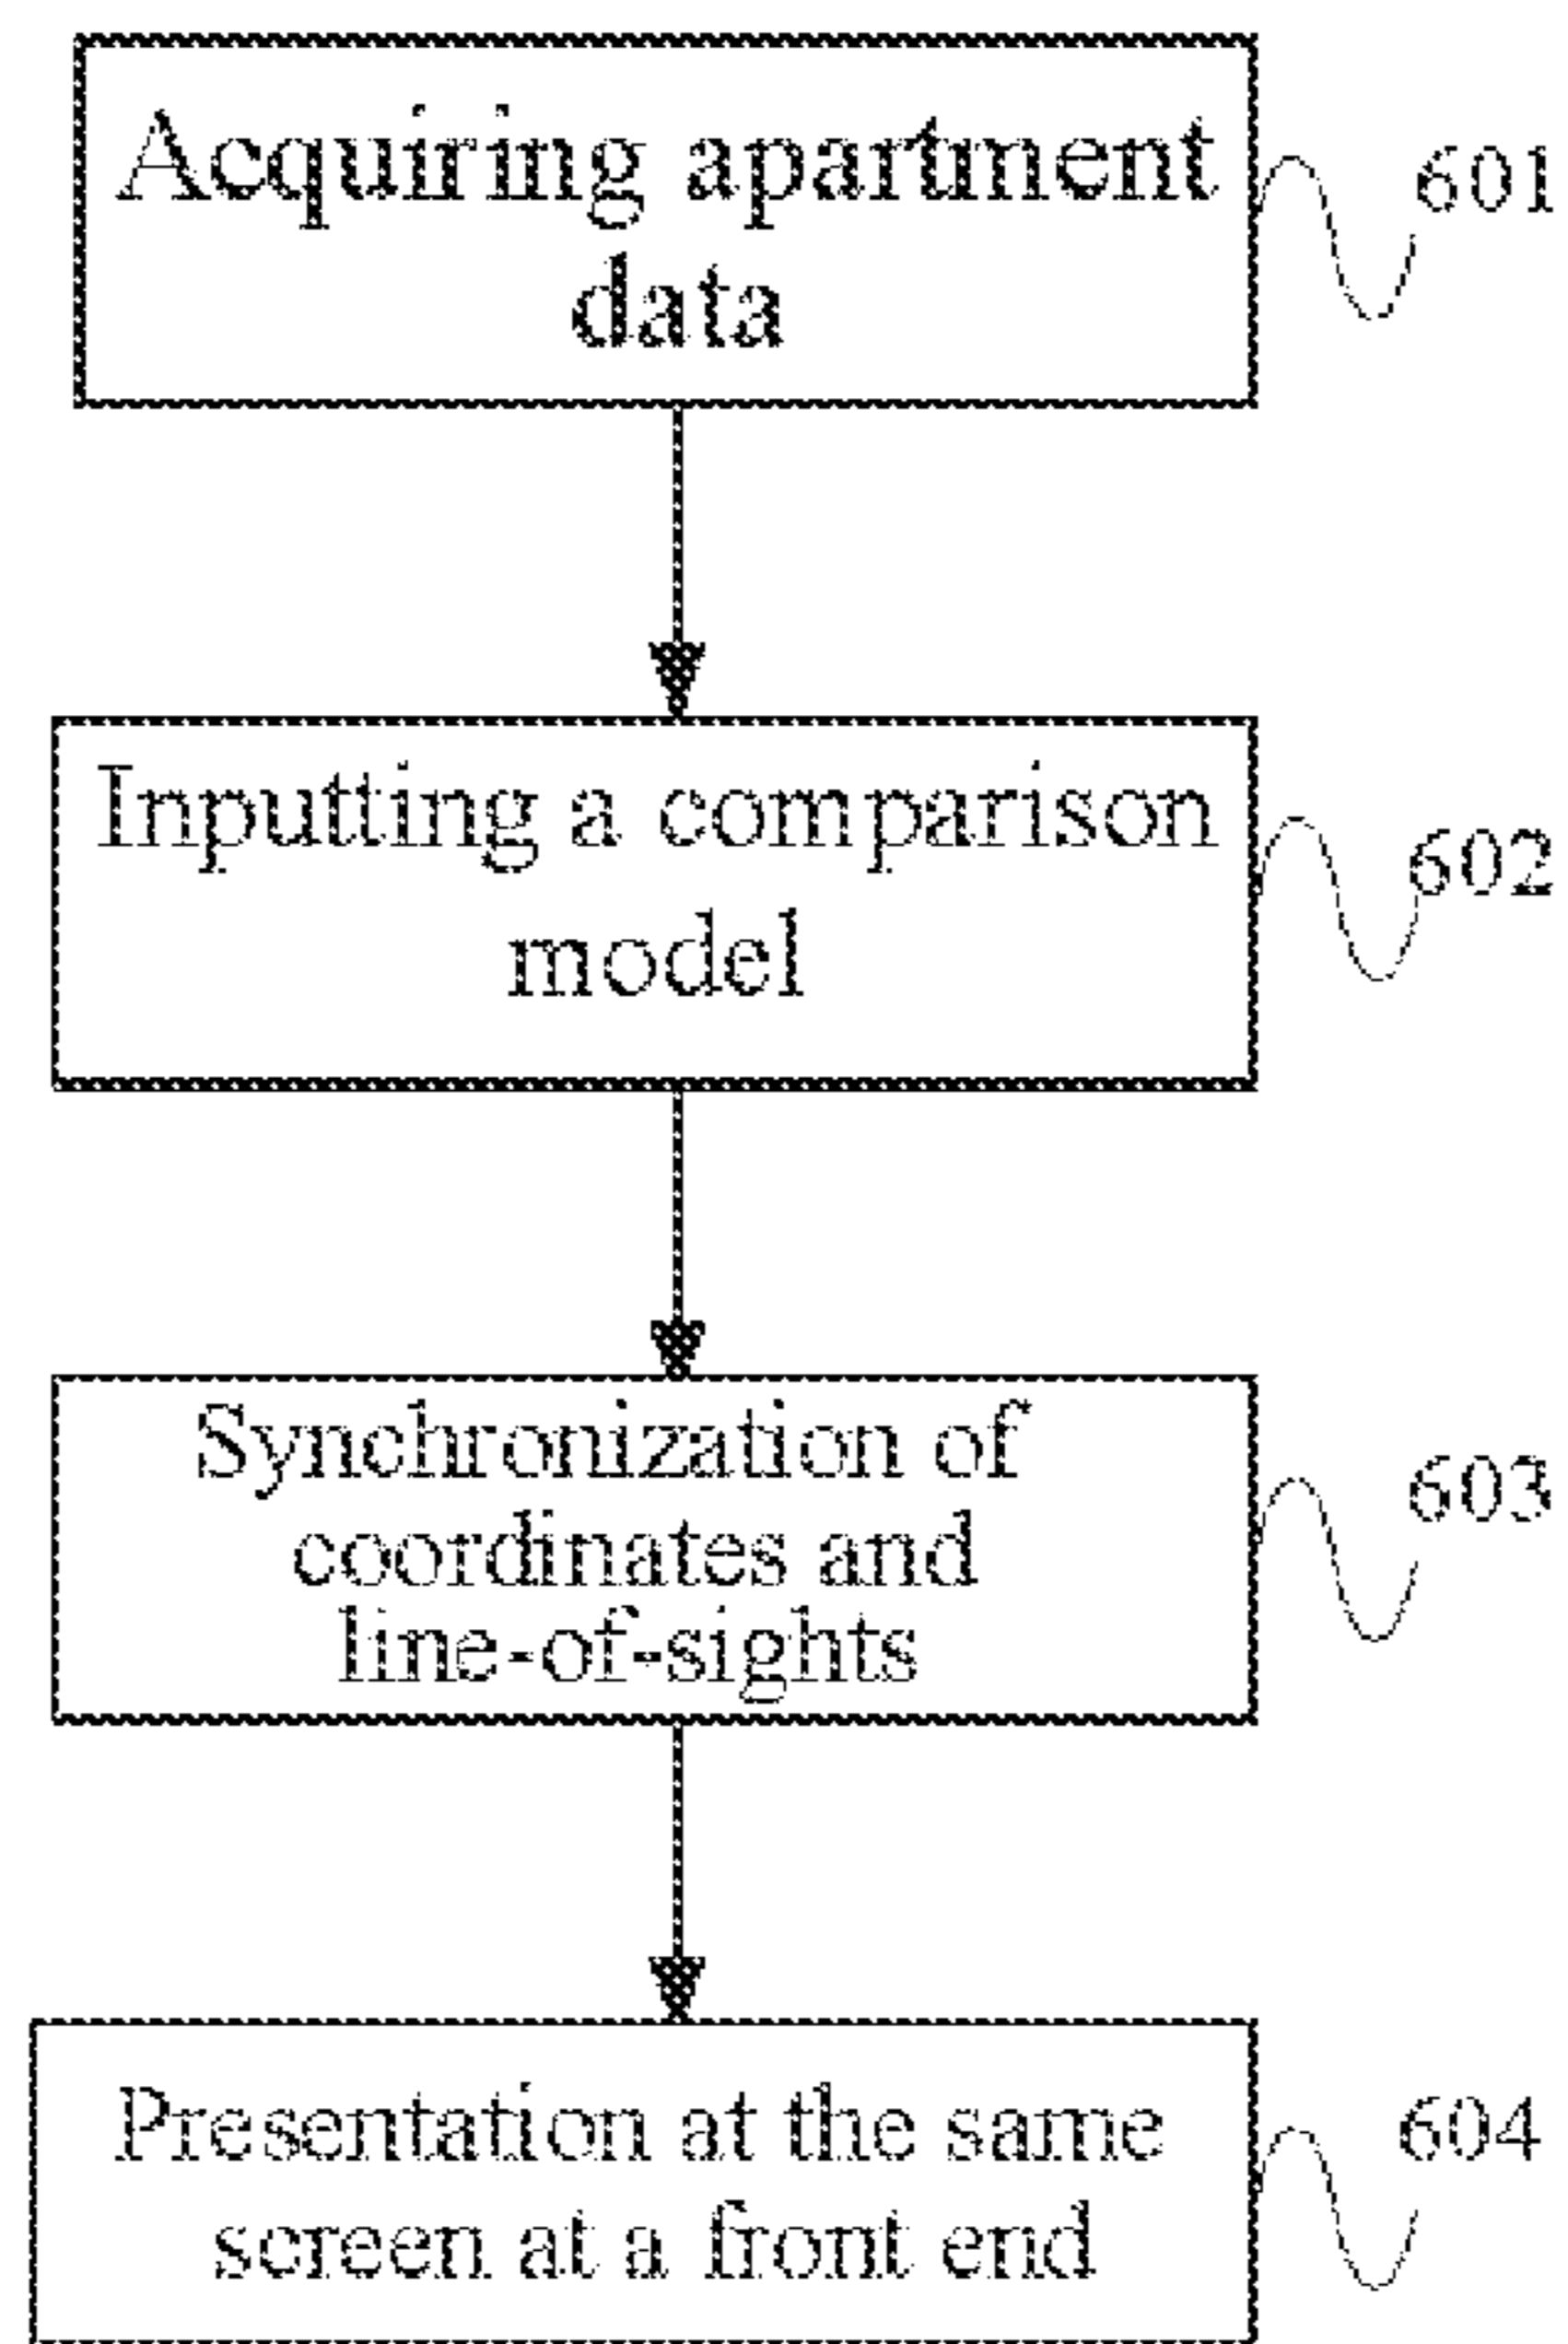 Acquiring apartment
data
601
Inputting a comparison
model
602
Synchronization of
coordinates and
line-of-sights
603
Presentation at the same
screen at a front end
604